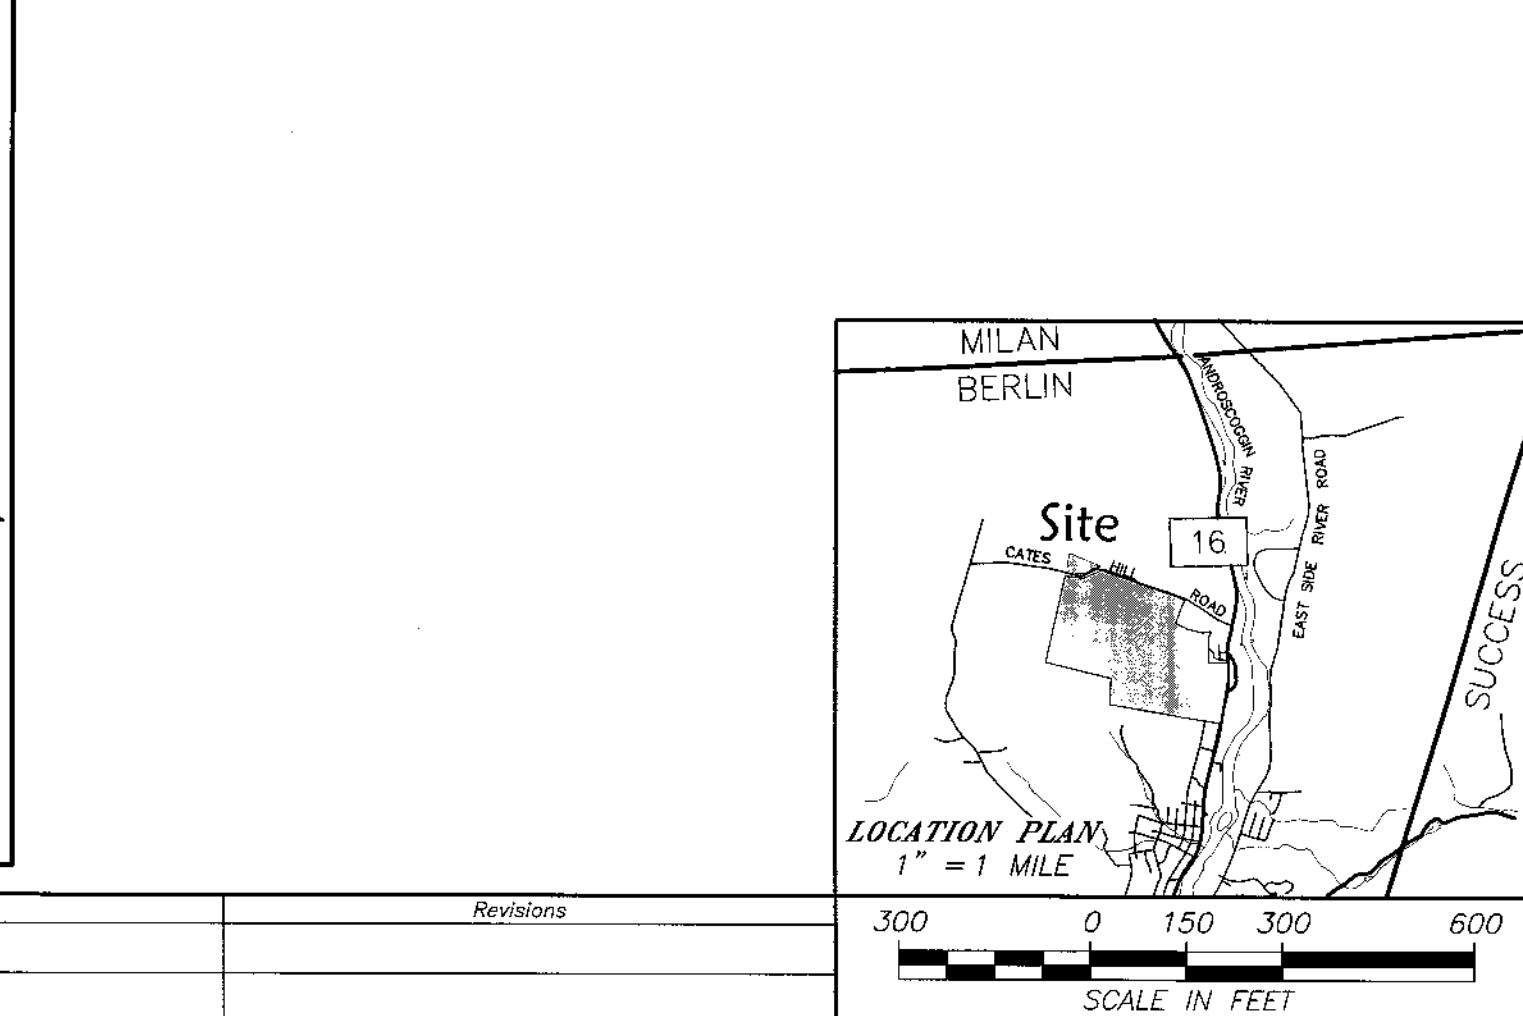 MILAN
BERLIN
ANDROSCOGGIN RIVER
EAST SIDE RIVER ROAD
Site
16
CATES HILL ROAD
SUCCESS
LOCATION PLAN
1" = 1 MILE
Revisions
300 0 150 300 600
SCALE IN FEET